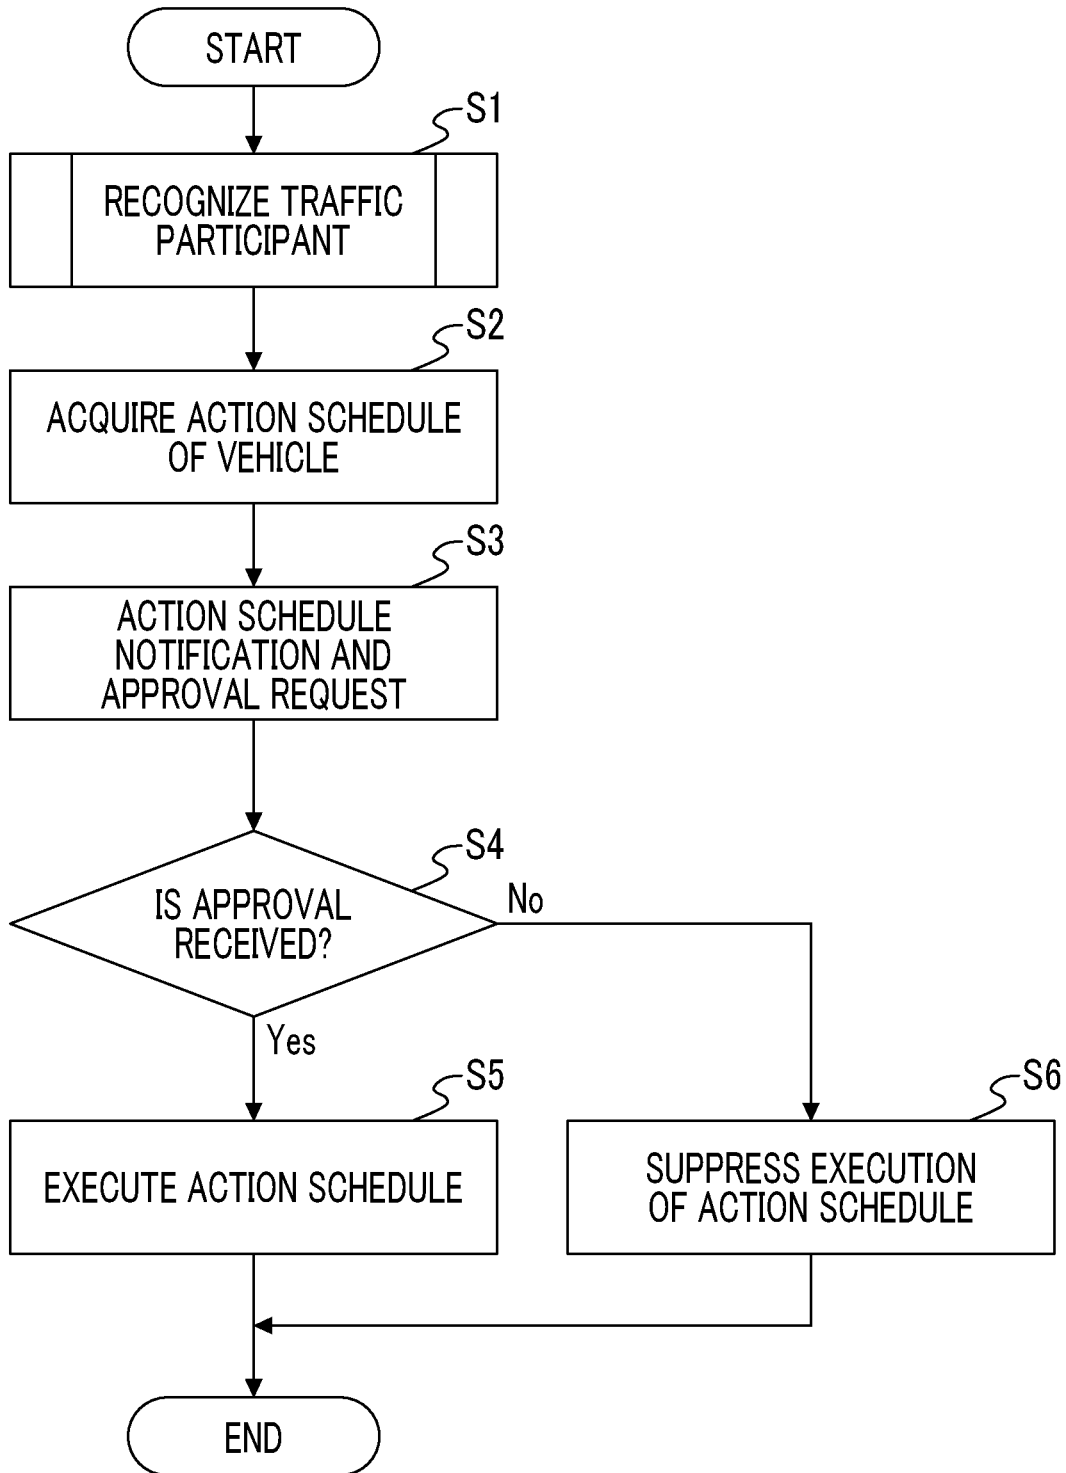 START
S1
RECOGNIZE TRAFFIC
PARTICIPANT
S2
ACQUIRE ACTION SCHEDULE
OF VEHICLE
S3
ACTION SCHEDULE
NOTIFICATION AND
APPROVAL REQUEST
S4
IS APPROVAL
RECEIVED?
No
Yes
S5
EXECUTE ACTION SCHEDULE
S6
SUPPRESS EXECUTION
OF ACTION SCHEDULE
END